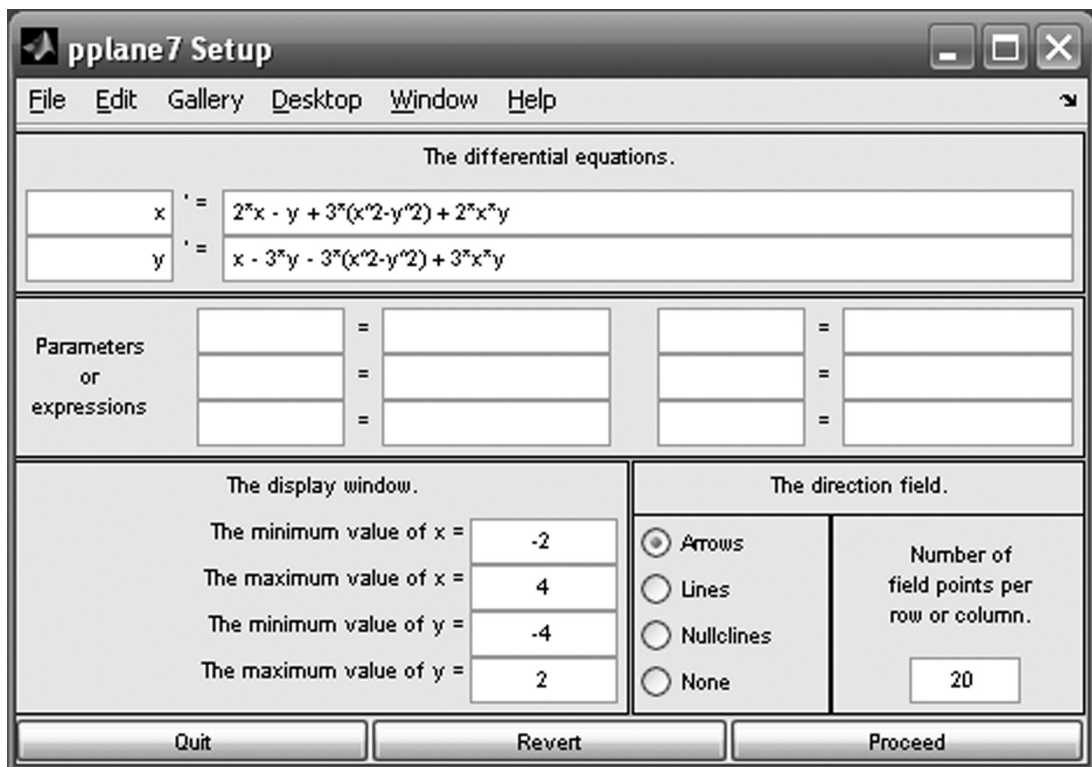 pplane7 Setup
File Edit Gallery Desktop Window Help
The differential equations.
x ' = 2*x - y + 3*(x^2-y^2) + 2*x*y
y ' = x - 3*y - 3*(x^2-y^2) + 3*x*y
Parameters
or
expressions
= =
= =
= =
The display window.
The minimum value of x = -2
The maximum value of x = 4
The minimum value of y = -4
The maximum value of y = 2
The direction field.
Arrows
Lines
Nullclines
None
Number of
field points per
row or column.
20
Quit Revert Proceed